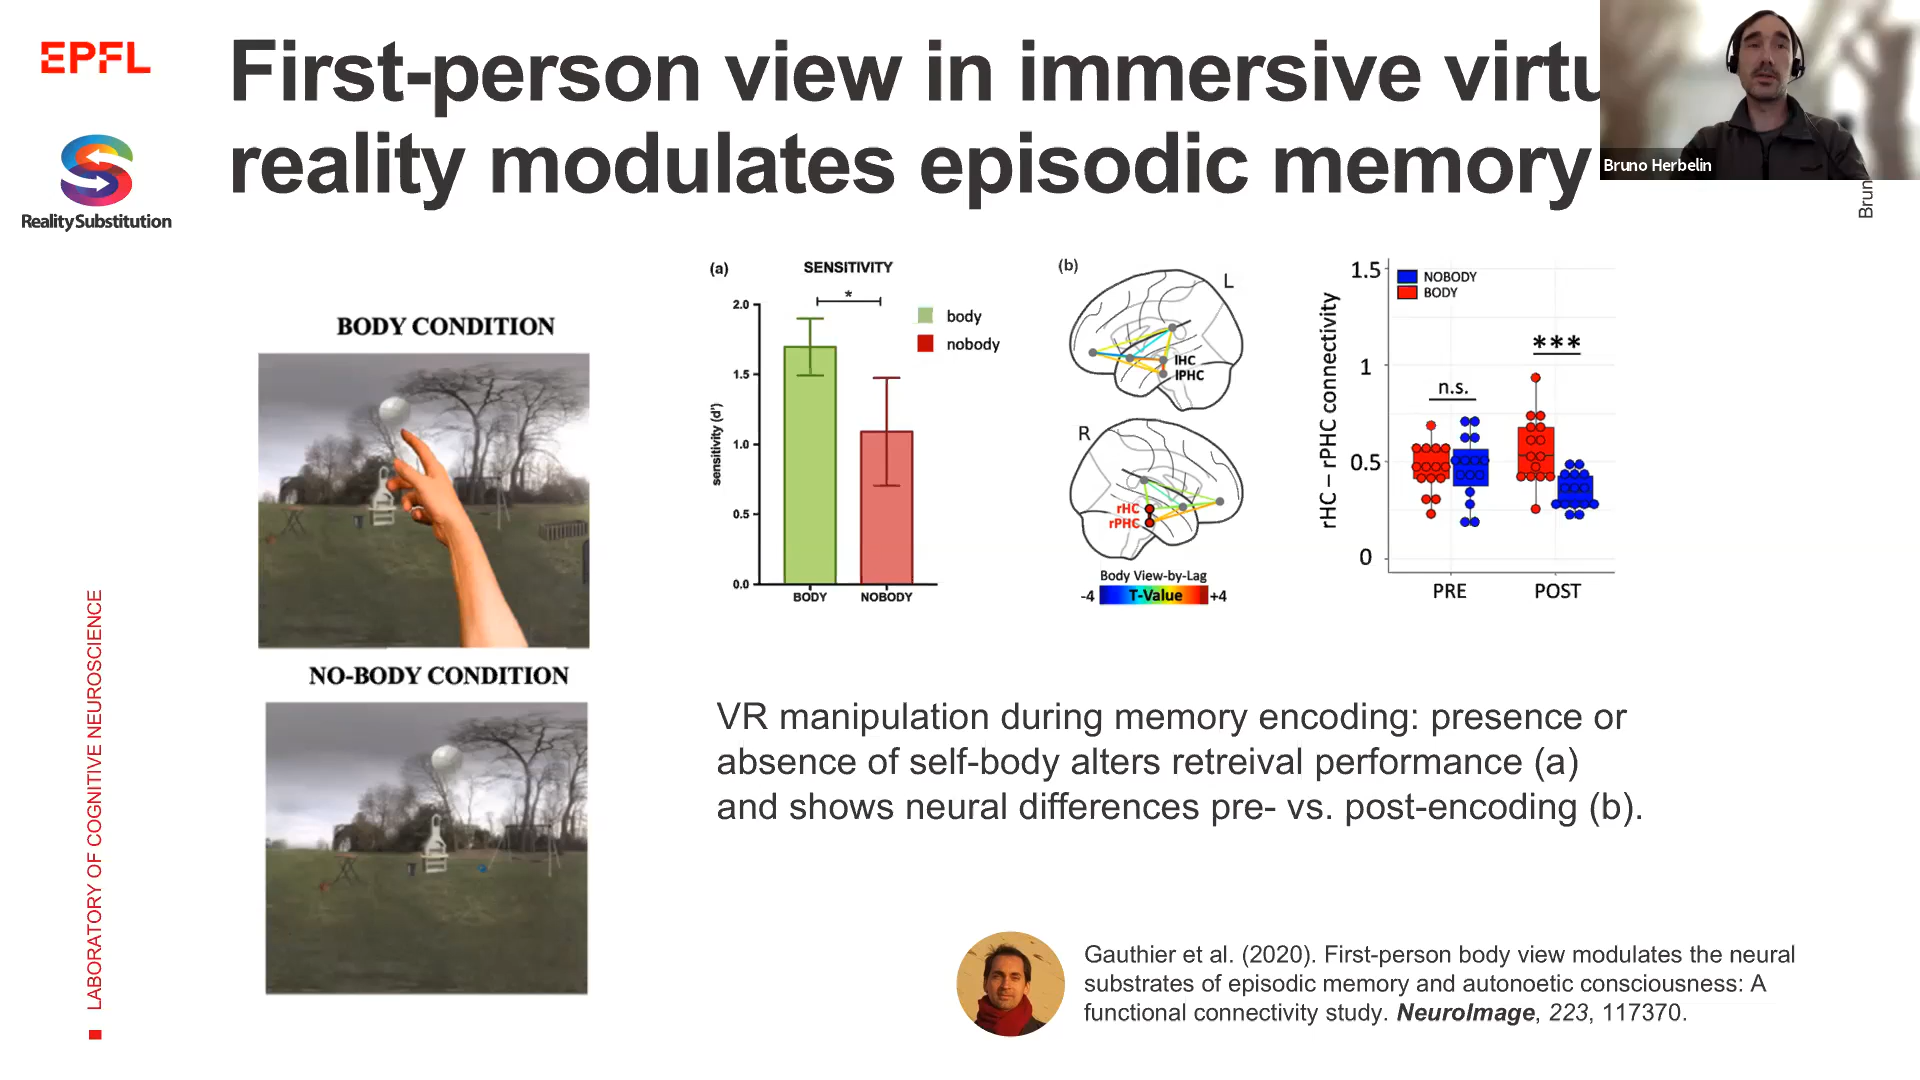 EPFL
First-person view in immersive virtu
reality modulates episodic memory
Bruno Herbelin
Brun
RealitySubstitution
LABORATORY OF COGNITIVE NEUROSCIENCE
BODY CONDITION
NO-BODY CONDITION
(a)
SENSITIVITY
*
body
nobody
sensitivity (d')
2.0
1.5
1.0
0.5
0.0
BODY
NOBODY
(b)
L
lHC
lPHC
R
rHC
rPHC
Body View-by-Lag
-4 T-Value +4
rHC – rPHC connectivity
1.5
1
0.5
0
NOBODY
BODY
n.s.
***
PRE
POST
VR manipulation during memory encoding: presence or
absence of self-body alters retreival performance (a)
and shows neural differences pre- vs. post-encoding (b).
Gauthier et al. (2020). First-person body view modulates the neural
substrates of episodic memory and autonoetic consciousness: A
functional connectivity study. NeuroImage, 223, 117370.